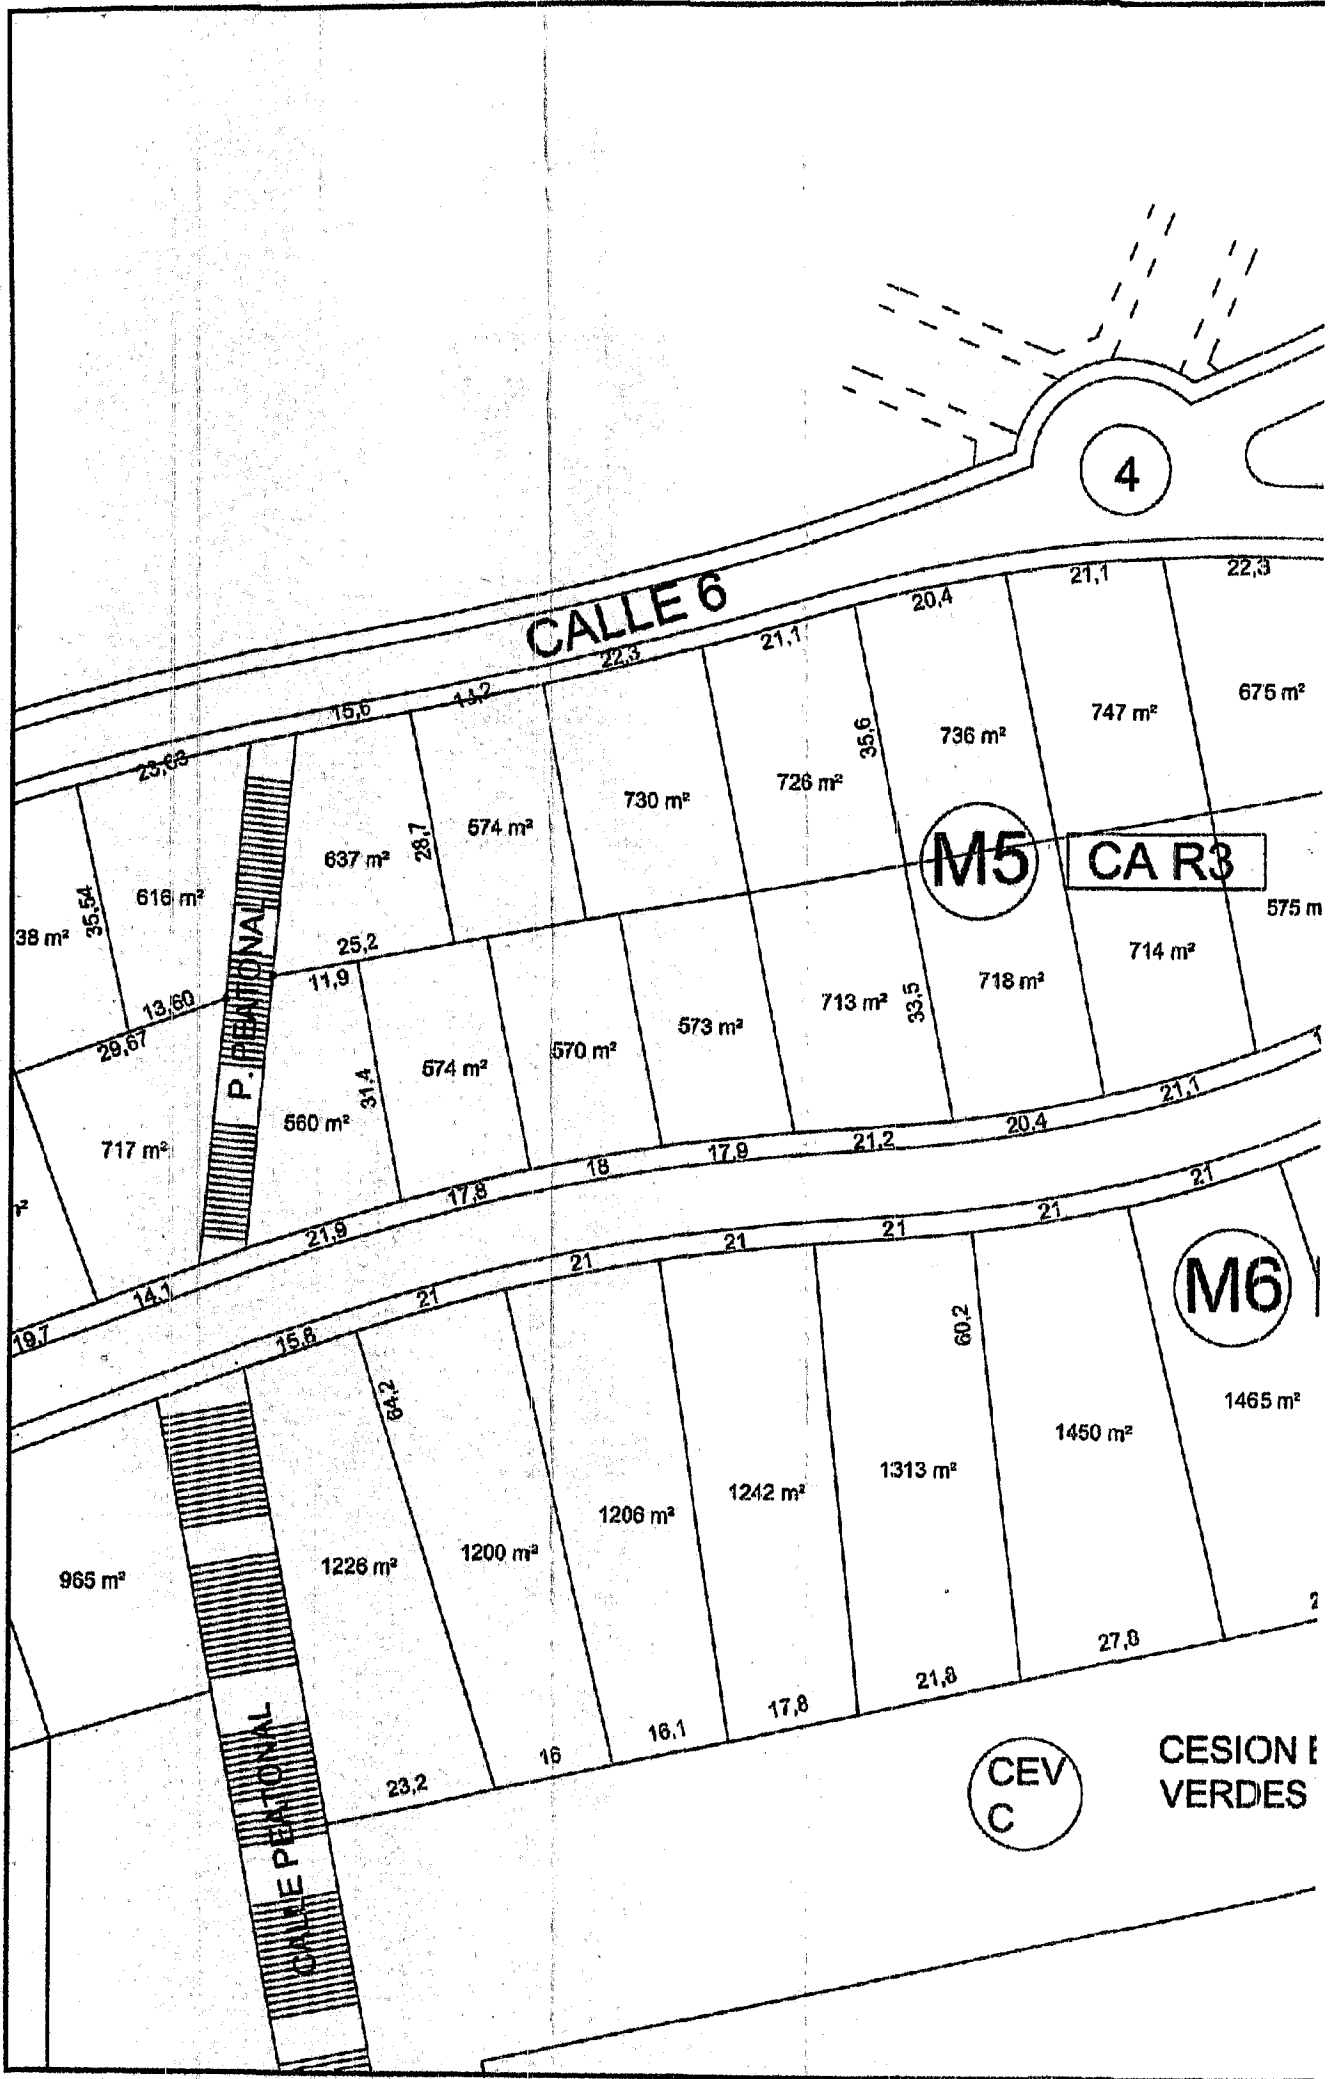 4
CALLE 6
22,3
21,1
20,4
21,1
22,3
15,6
14,2
23,63
675 m²
747 m²
736 m²
35,6
726 m²
730 m²
574 m²
28,7
637 m²
616 m²
35,54
38 m²
M5
CA R3
575 m
P. PEATONAL
25,2
11,9
13,60
29,67
714 m²
718 m²
33,5
713 m²
573 m²
570 m²
574 m²
31,4
560 m²
717 m²
21,1
20,4
21,2
17,9
18
17,8
21,9
14,1
19,7
21
21
21
21
21
21
15,8
M6
60,2
64,2
1465 m²
1450 m²
1313 m²
1242 m²
1206 m²
1200 m²
1226 m²
965 m²
27,8
21,8
17,8
16,1
16
23,2
CALLE PEATONAL
CEV
C
CESION E
VERDES